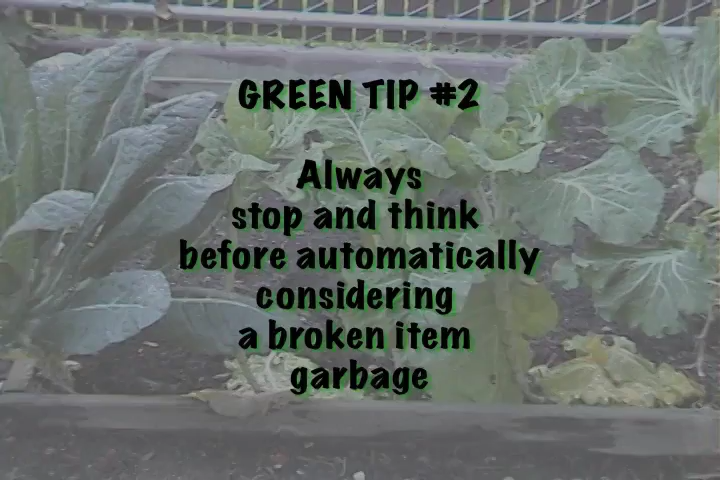 GREEN TIP #2
Always
stop and think
before automatically
considering
a broken item
garbage